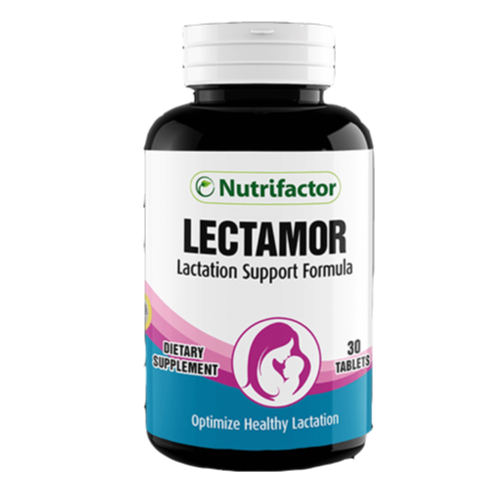 Nutrifactor
LECTAMOR
Lactation Support Formula
DIETARY
SUPPLEMENT
30
TABLETS
Optimize Healthy Lactation